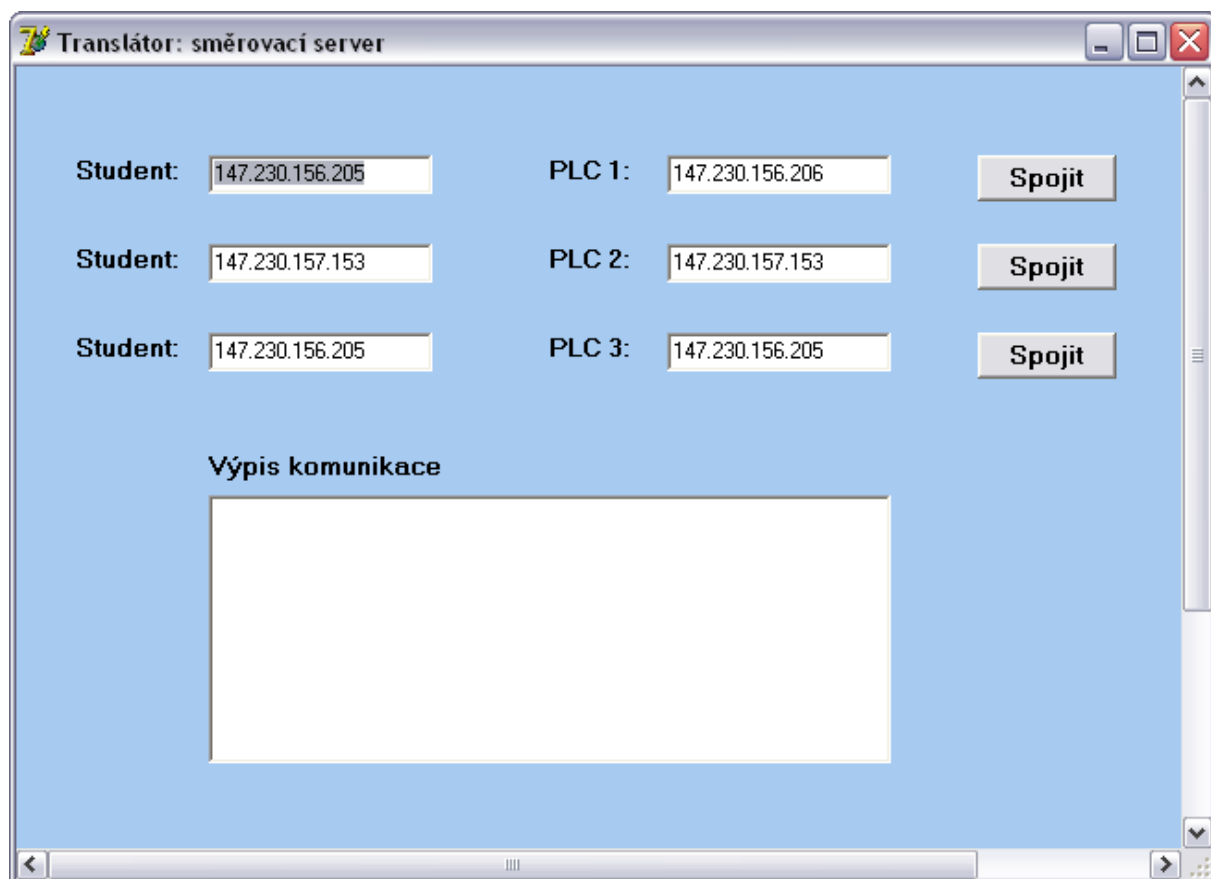 Translátor: směrovací server
Student: 147.230.156.205 PLC 1: 147.230.156.206 Spojit
Student: 147.230.157.153 PLC 2: 147.230.157.153 Spojit
Student: 147.230.156.205 PLC 3: 147.230.156.205 Spojit
Výpis komunikace